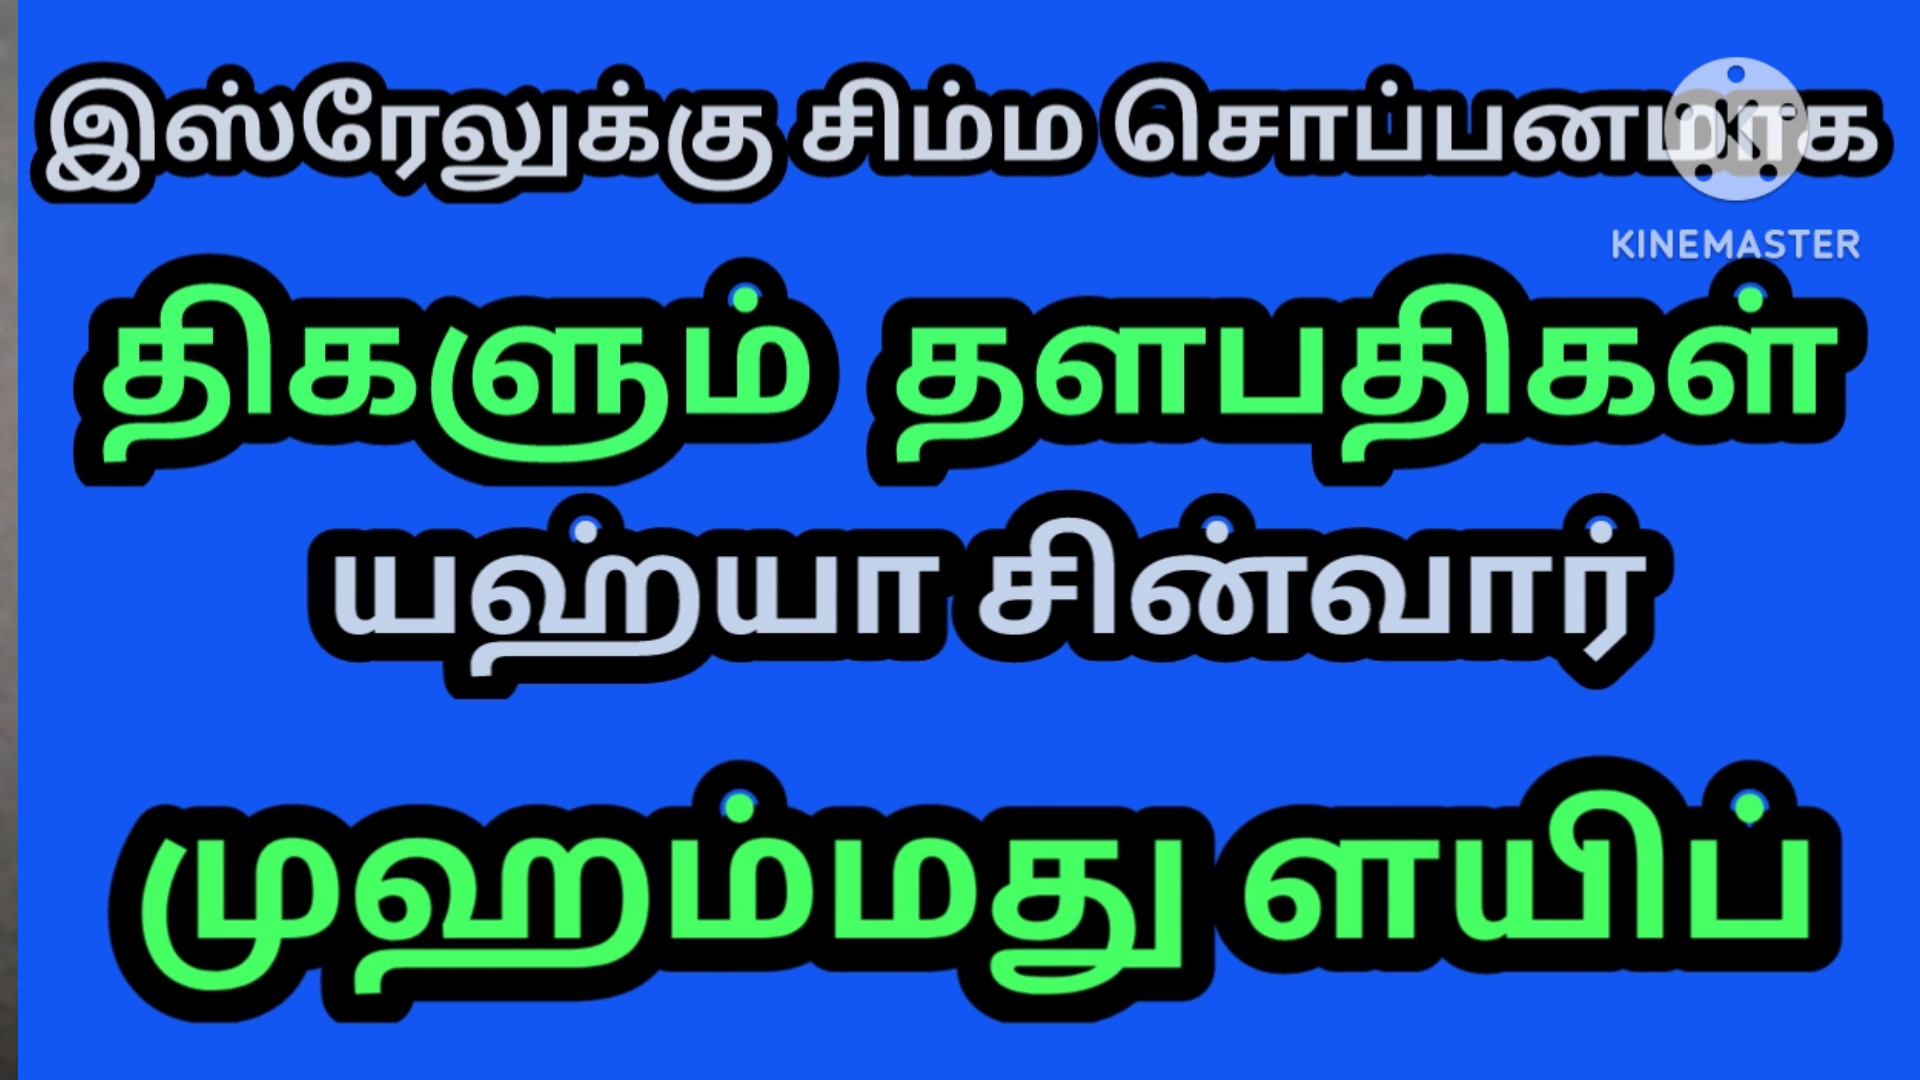 இஸ்ரேலுக்கு சிம்ம சொப்பனமாக
KINEMASTER
திகளும் தளபதிகள்
யஹ்யா சின்வார்
முஹம்மது ளயிப்